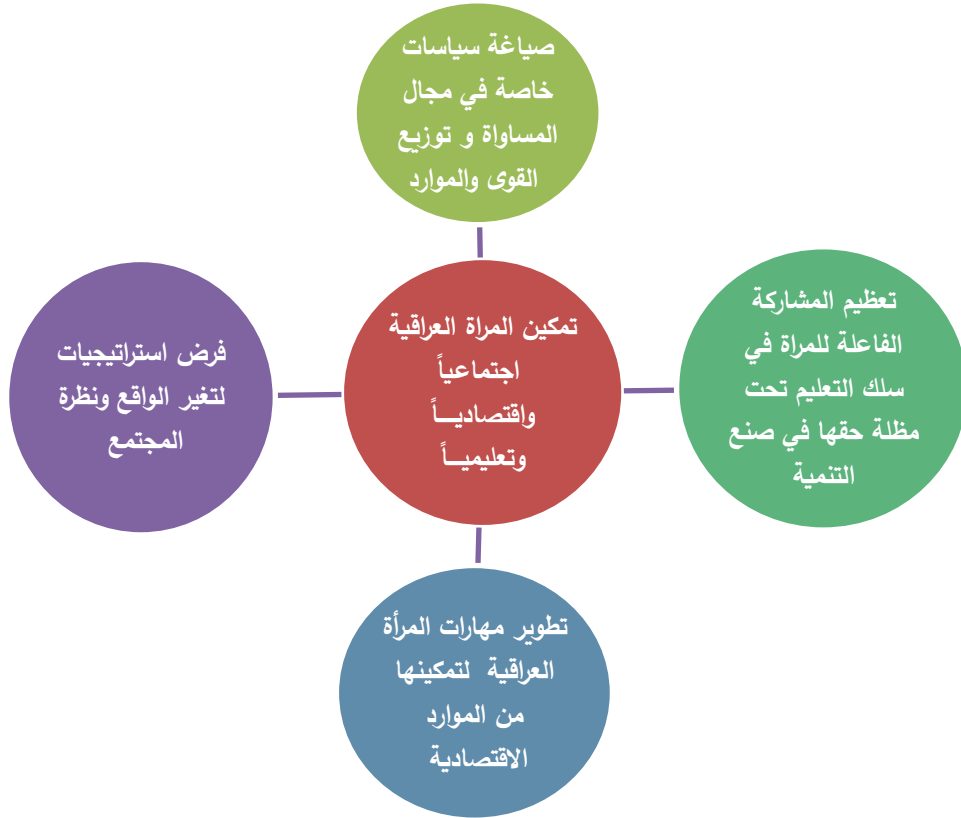 صياغة سياسات
خاصة في مجال
المساواة و توزيع
القوى والموارد
تعظيم المشاركة
الفاعلة للمراة في
سلك التعليم تحت
مظلة حقها في صنع
التنمية
تمكين المراة العراقية
اجتماعياً
واقتصاديـــاً
وتعليميــاً
فرض استراتيجيات
لتغير الواقع ونظرة
المجتمع
تطوير مهارات المرأة
العراقية لتمكينها
من الموارد
الاقتصادية